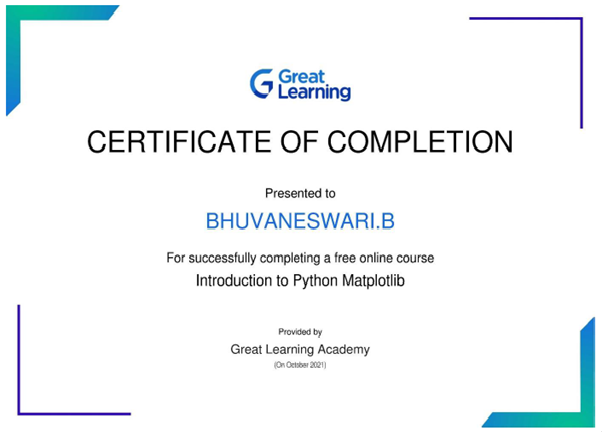 Great
Learning
CERTIFICATE OF COMPLETION
Presented to
BHUVANESWARI.B
For successfully completing a free online course
Introduction to Python Matplotlib
Provided by
Great Learning Academy
(On October 2021)